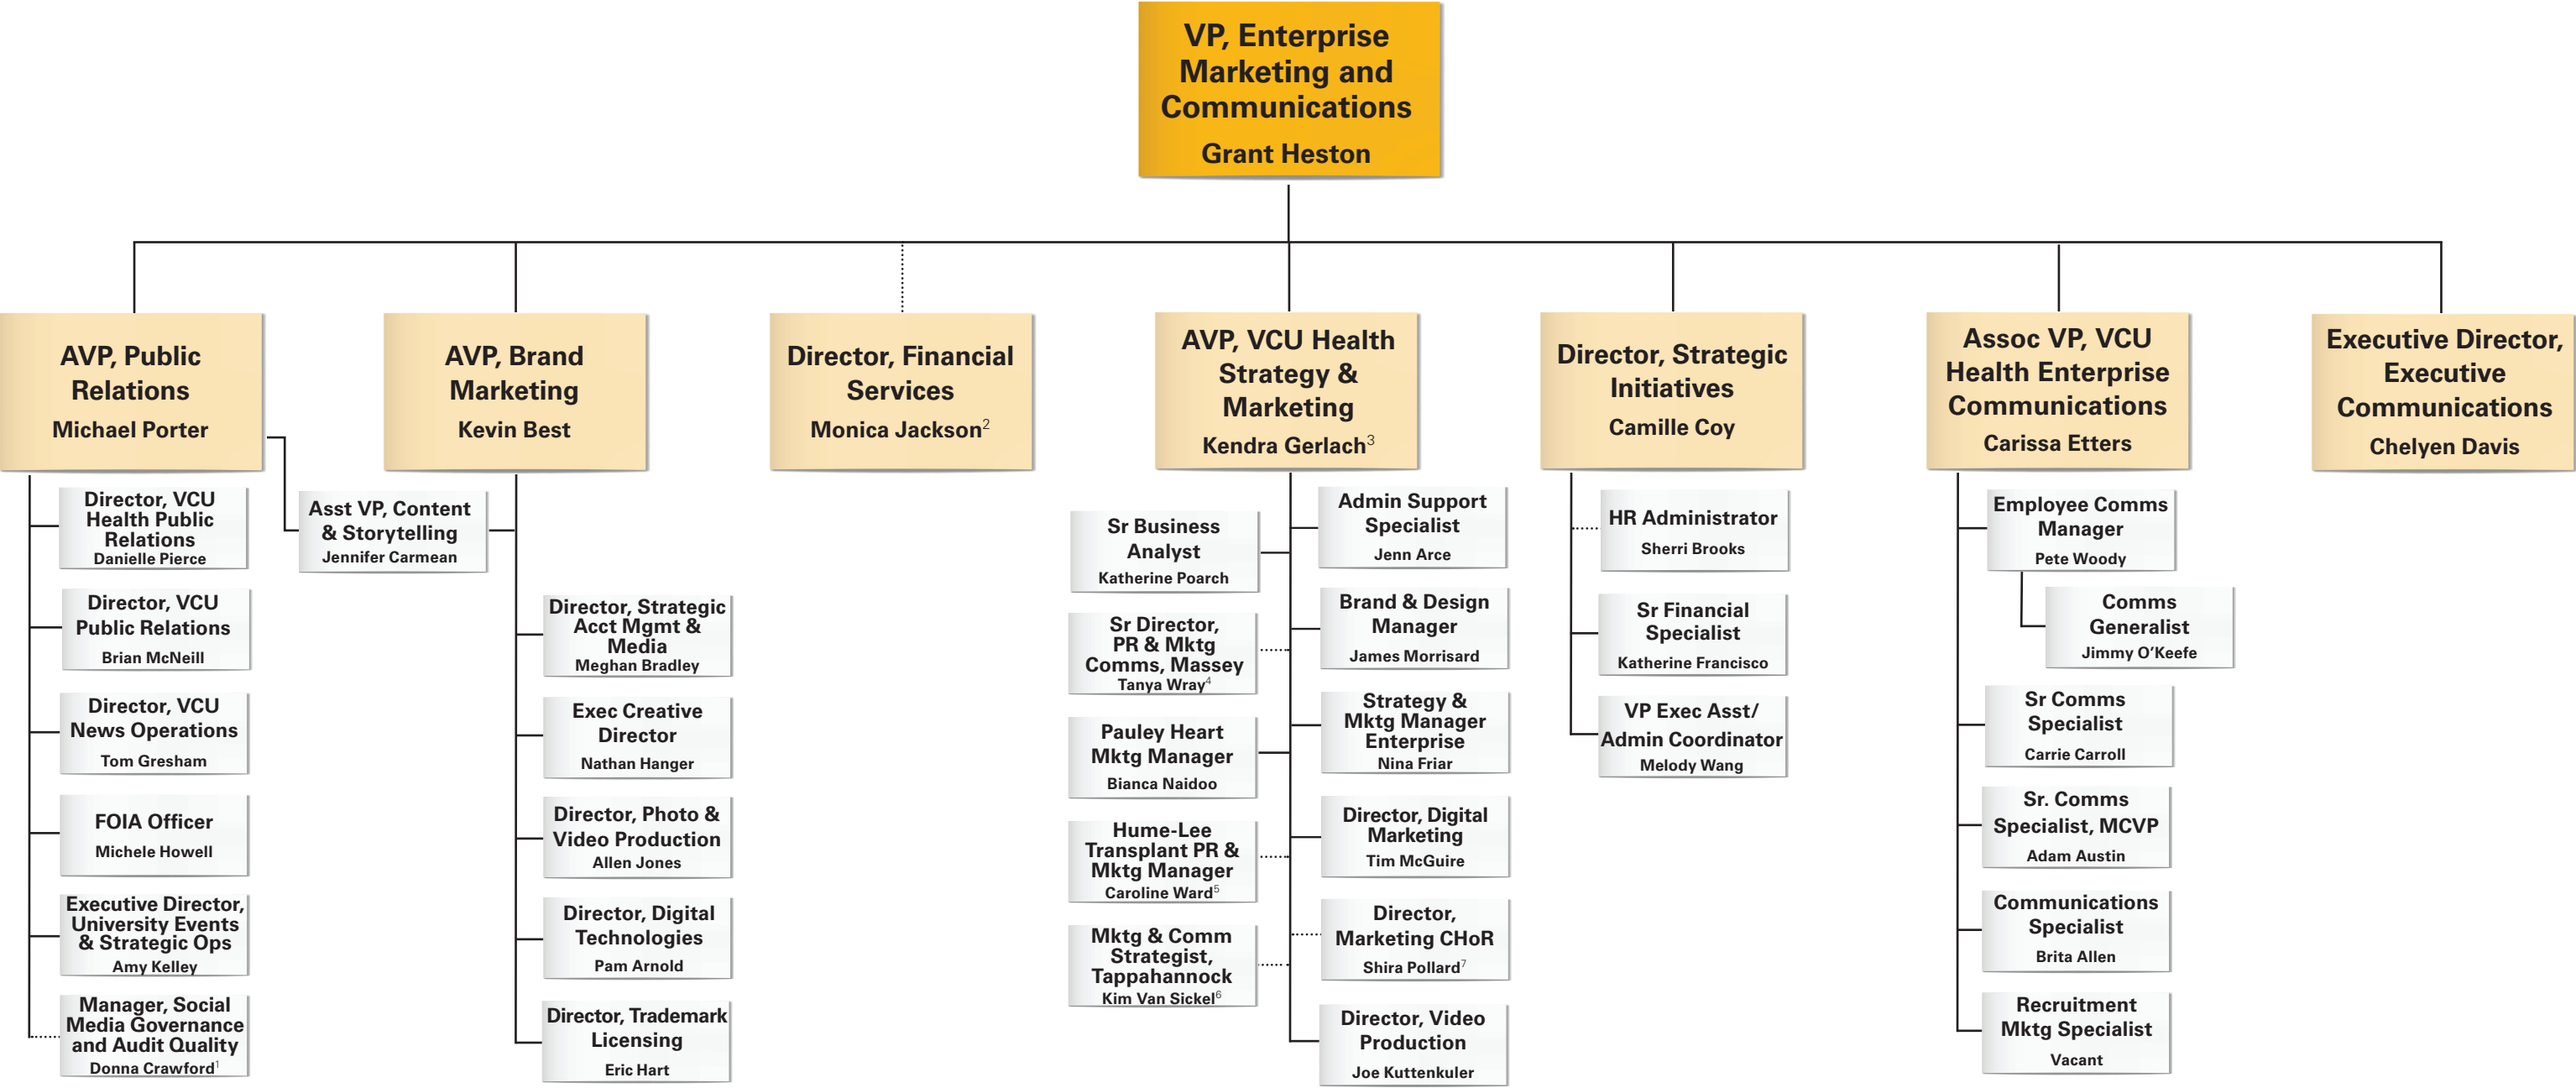 VP, Enterprise
Marketing and
Communications
Grant Heston
AVP, Public
Relations
Michael Porter
AVP, Brand
Marketing
Kevin Best
Director, Financial
Services
Monica Jackson²
AVP, VCU Health
Strategy &
Marketing
Kendra Gerlach³
Director, Strategic
Initiatives
Camille Coy
Assoc VP, VCU
Health Enterprise
Communications
Carissa Etters
Executive Director,
Executive
Communications
Chelyen Davis
Director, VCU
Health Public
Relations
Danielle Pierce
Director, VCU
Public Relations
Brian McNeill
Director, VCU
News Operations
Tom Gresham
FOIA Officer
Michele Howell
Executive Director,
University Events
& Strategic Ops
Amy Kelley
Manager, Social
Media Governance
and Audit Quality
Donna Crawford¹
Asst VP, Content
& Storytelling
Jennifer Carmean
Director, Strategic
Acct Mgmt &
Media
Meghan Bradley
Exec Creative
Director
Nathan Hanger
Director, Photo &
Video Production
Allen Jones
Director, Digital
Technologies
Pam Arnold
Director, Trademark
Licensing
Eric Hart
Sr Business
Analyst
Katherine Poarch
Sr Director,
PR & Mktg
Comms, Massey
Tanya Wray⁴
Pauley Heart
Mktg Manager
Bianca Naidoo
Hume-Lee
Transplant PR &
Mktg Manager
Caroline Ward⁵
Mktg & Comm
Strategist,
Tappahannock
Kim Van Sickel⁶
Admin Support
Specialist
Jenn Arce
Brand & Design
Manager
James Morrisard
Strategy &
Mktg Manager
Enterprise
Nina Friar
Director, Digital
Marketing
Tim McGuire
Director,
Marketing CHoR
Shira Pollard⁷
Director, Video
Production
Joe Kuttenkuler
HR Administrator
Sherri Brooks
Sr Financial
Specialist
Katherine Francisco
VP Exec Asst/
Admin Coordinator
Melody Wang
Employee Comms
Manager
Pete Woody
Comms
Generalist
Jimmy O’Keefe
Sr Comms
Specialist
Carrie Carroll
Sr. Comms
Specialist, MCVP
Adam Austin
Communications
Specialist
Brita Allen
Recruitment
Mktg Specialist
Vacant